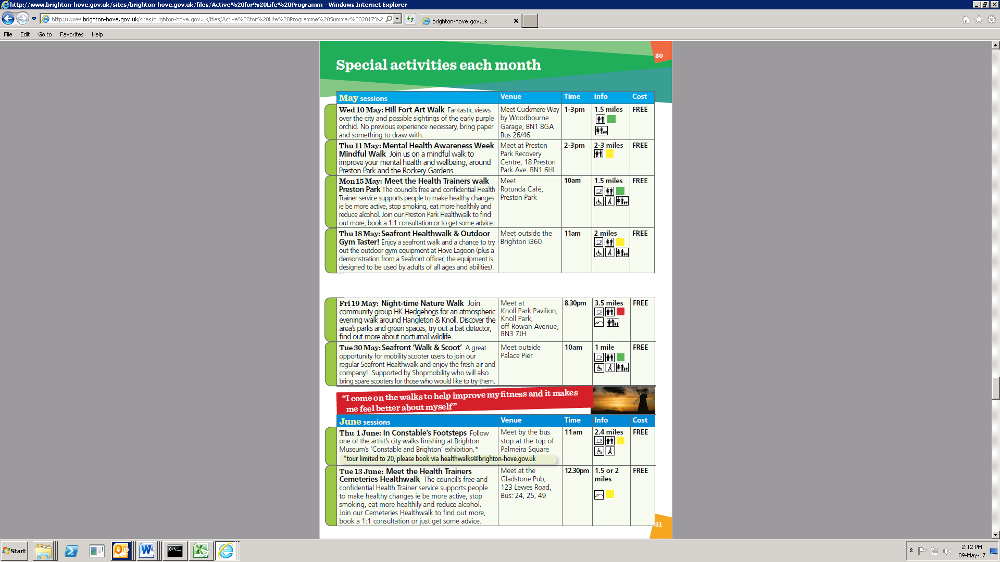 http://www.brighton-hove.gov.uk/sites/brighton-hove.gov.uk/files/Active%20for%20Life%20Programm - Windows Internet Explorer
http://www.brighton-hove.gov.uk/sites/brighton-hove.gov.uk/files/Active%20for%20Life%20Programme%20Summer%202017%2
brighton-hove.gov.uk
File Edit Go to Favorites Help
30
Special activities each month
May sessions Venue Time Info Cost
Wed 10 May: Hill Fort Art Walk Fantastic views
over the city and possible sightings of the early purple
orchid. No previous experience necessary, bring paper
and something to draw with.
Meet Cuckmere Way
by Woodbourne
Garage, BN1 8GA
Bus 26/46
1-3pm
1.5 miles
FREE
Thu 11 May: Mental Health Awareness Week
Mindful Walk Join us on a mindful walk to
improve your mental health and wellbeing, around
Preston Park and the Rockery Gardens.
Meet at Preston
Park Recovery
Centre, 18 Preston
Park Ave. BN1 6HL
2-3pm
2-3 miles
FREE
Mon 15 May: Meet the Health Trainers walk
Preston Park The council's free and confidential Health
Trainer service supports people to make healthy changes
ie be more active, stop smoking, eat more healthily and
reduce alcohol. Join our Preston Park Healthwalk to find
out more, book a 1:1 consultation or to get some advice.
Meet
Rotunda Café,
Preston Park
10am
1.5 miles
FREE
Thu 18 May: Seafront Healthwalk & Outdoor
Gym Taster! Enjoy a seafront walk and a chance to try
out the outdoor gym equipment at Hove Lagoon (plus a
demonstration from a Seafront officer, the equipment is
designed to be used by adults of all ages and abilities).
Meet outside the
Brighton i360
11am
2 miles
FREE
Fri 19 May: Night-time Nature Walk Join
community group HK Hedgehogs for an atmospheric
evening walk around Hangleton & Knoll. Discover the
area's parks and green spaces, try out a bat detector,
find out more about nocturnal wildlife.
Meet at
Knoll Park Pavilion,
Knoll Park,
off Rowan Avenue,
BN3 7JH
8.30pm
3.5 miles
FREE
Tue 30 May: Seafront 'Walk & Scoot' A great
opportunity for mobility scooter users to join our
regular Seafront Healthwalk and enjoy the fresh air and
company! Supported by Shopmobility who will also
bring spare scooters for those who would like to try them.
Meet outside
Palace Pier
10am
1 mile
FREE
"I come on the walks to help improve my fitness and it makes
me feel better about myself"
June sessions Venue Time Info Cost
Thu 1 June: In Constable's Footsteps Follow
one of the artist's city walks finishing at Brighton
Museum's 'Constable and Brighton' exhibition.*
*tour limited to 20, please book via healthwalks@brighton-hove.gov.uk
Meet by the bus
stop at the top of
Palmeira Square
11am
2.4 miles
FREE
Tue 13 June: Meet the Health Trainers
Cemeteries Healthwalk The council's free and
confidential Health Trainer service supports people
to make healthy changes ie be more active, stop
smoking, eat more healthily and reduce alcohol.
Join our Cemeteries Healthwalk to find out more,
book a 1:1 consultation or just get some advice.
Meet at the
Gladstone Pub,
123 Lewes Road,
Bus: 24, 25, 49
12.30pm
1.5 or 2
miles
FREE
31
Start
2:12 PM
09-May-17